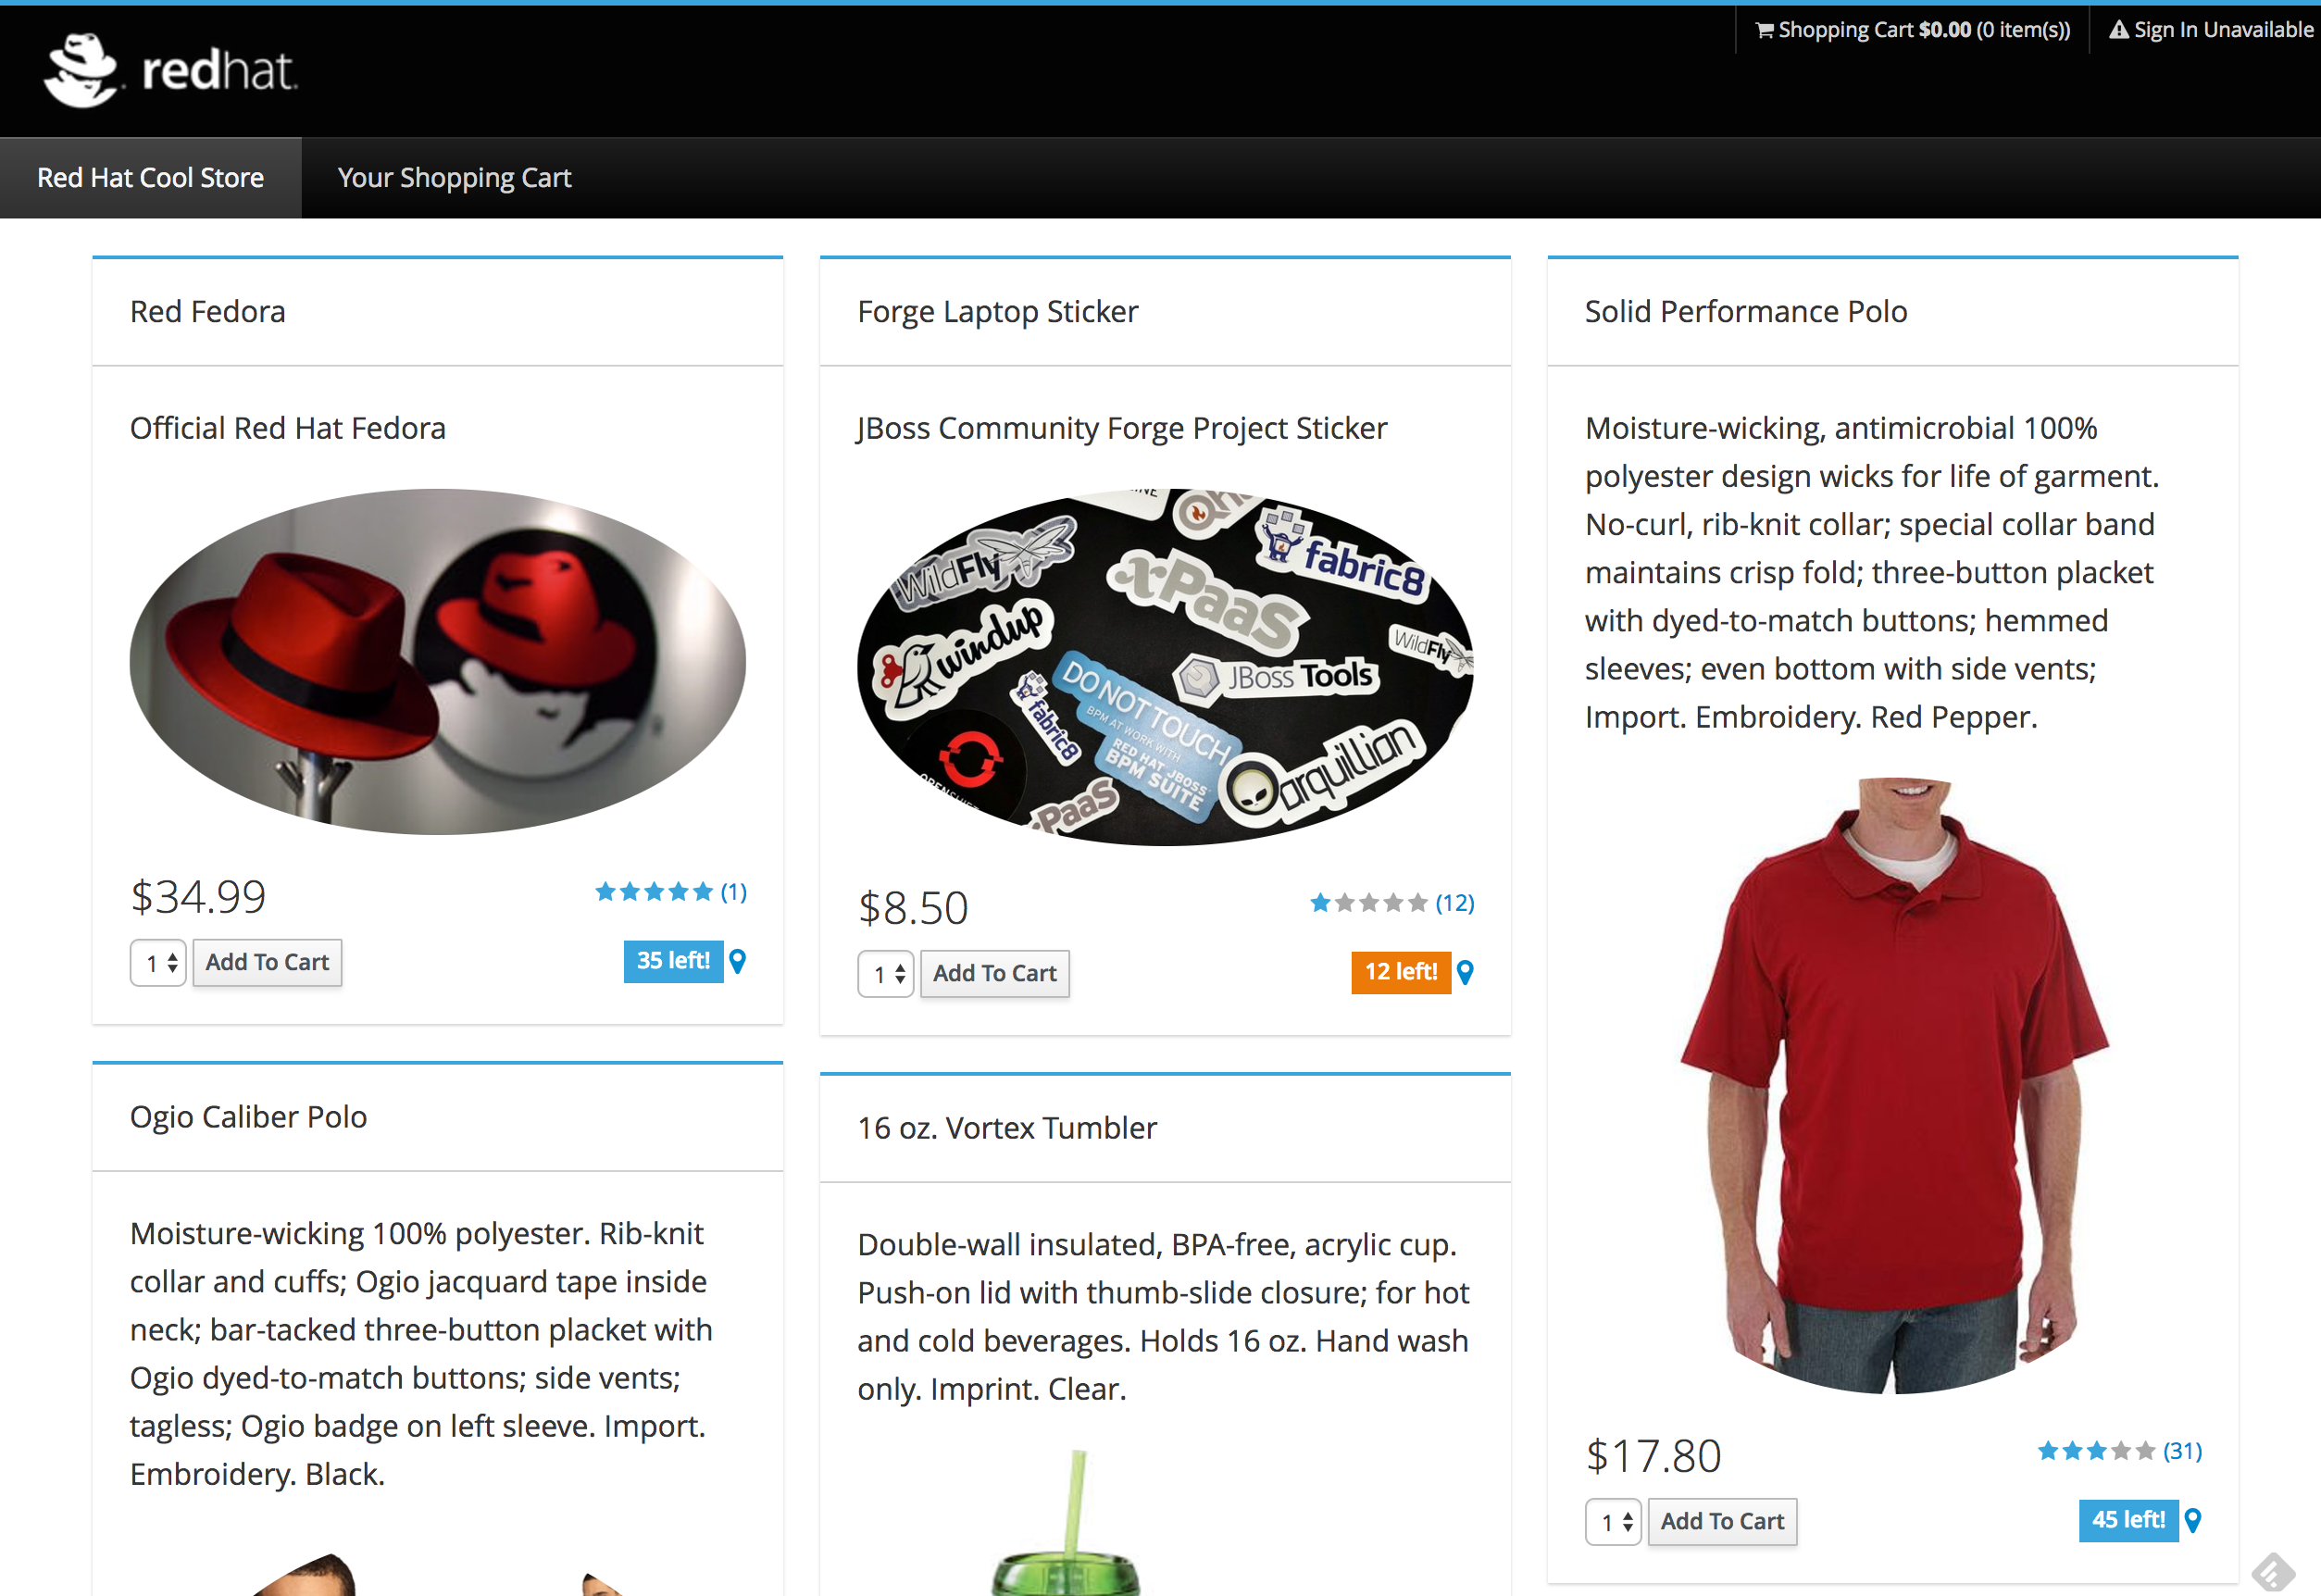 Shopping Cart $0.00 (0 item(s))
Sign In Unavailable
redhat.
Red Hat Cool Store
Your Shopping Cart
Red Fedora
Official Red Hat Fedora
$34.99
(1)
1
Add To Cart
35 left!
Forge Laptop Sticker
JBoss Community Forge Project Sticker
WildFly
fabric8
xPaaS
windup
WildFly
JBoss Tools
fabric8
DO NOT TOUCH
BPM AT WORK WITH
RED HAT JBOSS
BPM SUITE
arquillian
xPaaS
$8.50
(12)
1
Add To Cart
12 left!
Solid Performance Polo
Moisture-wicking, antimicrobial 100%
polyester design wicks for life of garment.
No-curl, rib-knit collar; special collar band
maintains crisp fold; three-button placket
with dyed-to-match buttons; hemmed
sleeves; even bottom with side vents;
Import. Embroidery. Red Pepper.
$17.80
(31)
1
Add To Cart
45 left!
Ogio Caliber Polo
Moisture-wicking 100% polyester. Rib-knit
collar and cuffs; Ogio jacquard tape inside
neck; bar-tacked three-button placket with
Ogio dyed-to-match buttons; side vents;
tagless; Ogio badge on left sleeve. Import.
Embroidery. Black.
16 oz. Vortex Tumbler
Double-wall insulated, BPA-free, acrylic cup.
Push-on lid with thumb-slide closure; for hot
and cold beverages. Holds 16 oz. Hand wash
only. Imprint. Clear.